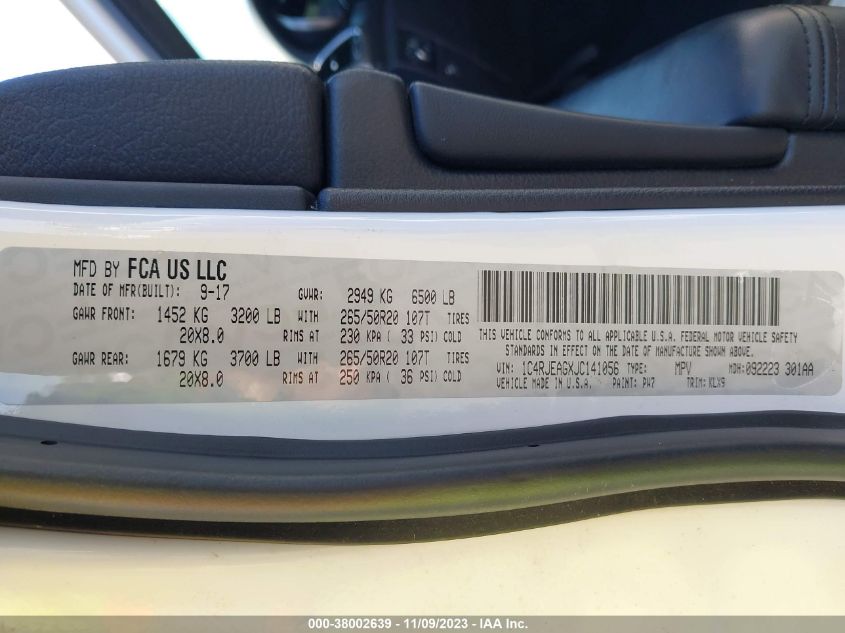 MFD BY FCA US LLC
DATE OF MFR(BUILT): 9-17 GVWR: 2949 KG 6500 LB
GAWR FRONT: 1452 KG 3200 LB WITH 265/50R20 107T TIRES
20X8.0 RIMS AT 230 KPA ( 33 PSI) COLD
GAWR REAR: 1679 KG 3700 LB WITH 265/50R20 107T TIRES
20X8.0 RIMS AT 250 KPA ( 36 PSI) COLD
THIS VEHICLE CONFORMS TO ALL APPLICABLE U.S.A. FEDERAL MOTOR VEHICLE SAFETY
STANDARDS IN EFFECT ON THE DATE OF MANUFACTURE SHOWN ABOVE.
VIN: 1C4RJEAGXJC141056 TYPE: MPV MDH: 092223 301AA
VEHICLE MADE IN U.S.A. PAINT: PW7 TRIM: KLX9
000-38002639 - 11/09/2023 - IAA Inc.